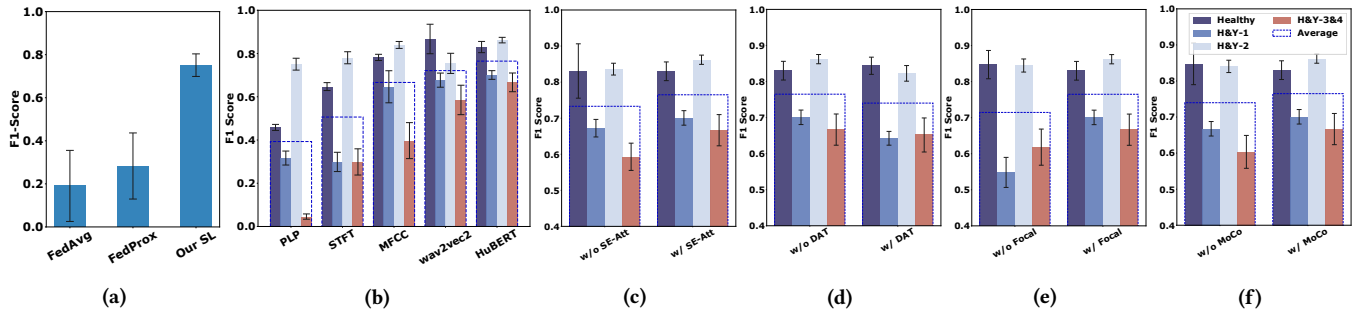 F1-Score
1.0
0.8
0.6
0.4
0.2
0.0
FedAvg
FedProx
Our SL
(a)
F1 Score
1.0
0.8
0.6
0.4
0.2
0.0
PLP
STFT
MFCC
wav2vec2
HuBERT
(b)
F1 Score
1.0
0.9
0.8
0.7
0.6
0.5
0.4
w/o SE-Att
w/ SE-Att
(c)
F1 Score
1.0
0.9
0.8
0.7
0.6
0.5
0.4
w/o DAT
w/ DAT
(d)
F1 Score
1.0
0.9
0.8
0.7
0.6
0.5
0.4
w/o Focal
w/ Focal
(e)
F1 Score
1.0
0.9
0.8
0.7
0.6
0.5
0.4
Healthy
H&Y-1
H&Y-2
H&Y-3&4
Average
w/o MoCo
w/ MoCo
(f)